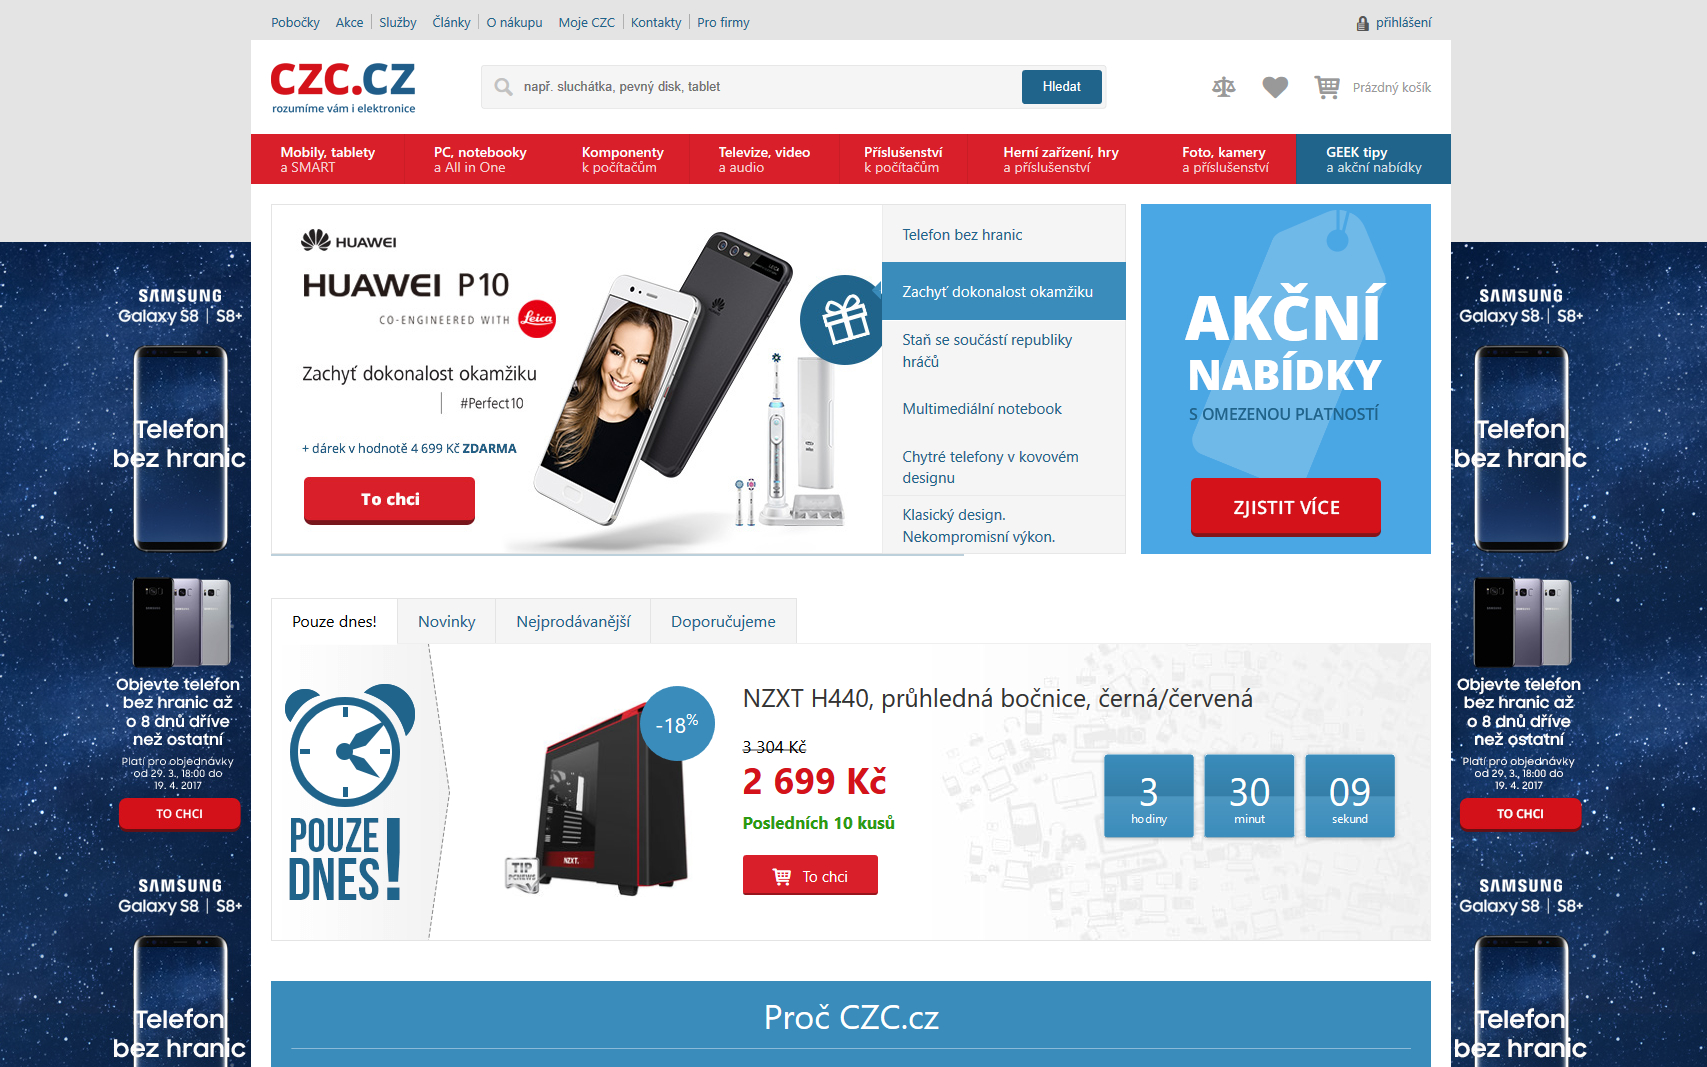 Pobočky Akce Služby Články O nákupu Moje CZC Kontakty Pro firmy přihlášení
CZC.CZ
rozumíme vám i elektronice
např. sluchátka, pevný disk, tablet
Hledat
Prázdný košík
Mobily, tablety
a SMART
PC, notebooky
a All in One
Komponenty
k počítačům
Televize, video
a audio
Příslušenství
k počítačům
Herní zařízení, hry
a příslušenství
Foto, kamery
a příslušenství
GEEK tipy
a akční nabídky
HUAWEI
HUAWEI P10
CO-ENGINEERED WITH Leica
Zachyť dokonalost okamžiku
#Perfect10
+ dárek v hodnotě 4 699 Kč ZDARMA
To chci
Telefon bez hranic
Zachyť dokonalost okamžiku
Staň se součástí republiky
hráčů
Multimediální notebook
Chytré telefony v kovovém
designu
Klasický design.
Nekompromisní výkon.
AKČNÍ
NABÍDKY
S OMEZENOU PLATNOSTÍ
ZJISTIT VÍCE
Pouze dnes!
Novinky
Nejprodávanější
Doporučujeme
POUZE
DNES!
-18%
NZXT.
TIP
NZXT H440, průhledná bočnice, černá/červená
3 304 Kč
2 699 Kč
Posledních 10 kusů
To chci
3
hodiny
30
minut
09
sekund
Proč CZC.cz
SAMSUNG
Galaxy S8 | S8+
Telefon
bez hranic
Objevte telefon
bez hranic až
o 8 dnů dříve
než ostatní
Platí pro objednávky
od 29. 3., 18:00 do
19. 4. 2017
TO CHCI
SAMSUNG
Galaxy S8 | S8+
Telefon
bez hranic
SAMSUNG
Galaxy S8 | S8+
Telefon
bez hranic
Objevte telefon
bez hranic až
o 8 dnů dříve
než ostatní
Platí pro objednávky
od 29. 3., 18:00 do
19. 4. 2017
TO CHCI
SAMSUNG
Galaxy S8 | S8+
Telefon
bez hranic